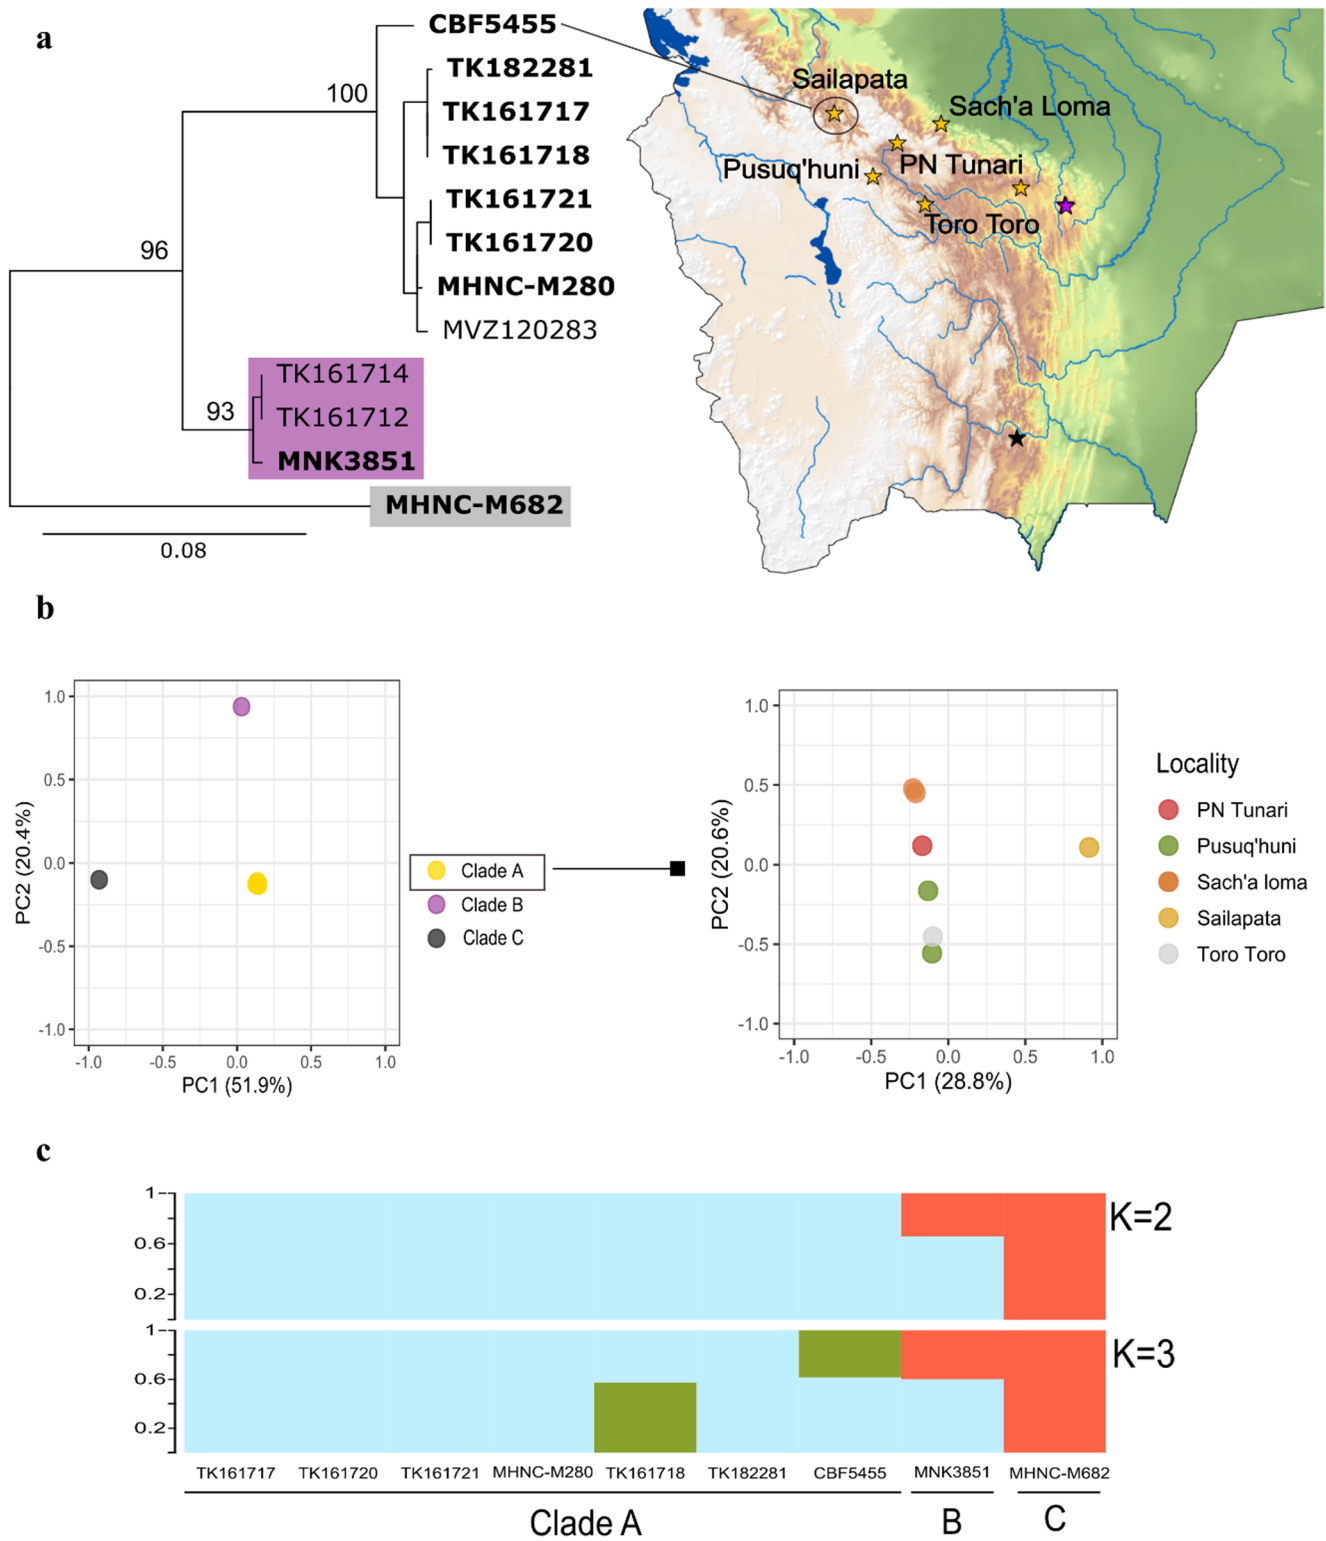 a
CBF5455
TK182281
TK161717
TK161718
TK161721
TK161720
MHNC-M280
MVZ120283
TK161714
TK161712
MNK3851
MHNC-M682
100
96
93
0.08
Sailapata
Sach'a Loma
PN Tunari
Pusuq'huni
Toro Toro
b
1.0
0.5
0.0
-0.5
-1.0
-1.0 -0.5 0.0 0.5 1.0
PC1 (51.9%)
PC2 (20.4%)
Clade A
Clade B
Clade C
1.0
0.5
0.0
-0.5
-1.0
-1.0 -0.5 0.0 0.5 1.0
PC1 (28.8%)
PC2 (20.6%)
Locality
PN Tunari
Pusuq'huni
Sach'a loma
Sailapata
Toro Toro
c
1
0.6
0.2
K=2
1
0.6
0.2
K=3
TK161717 TK161720 TK161721 MHNC-M280 TK161718 TK182281 CBF5455 MNK3851 MHNC-M682
Clade A B C